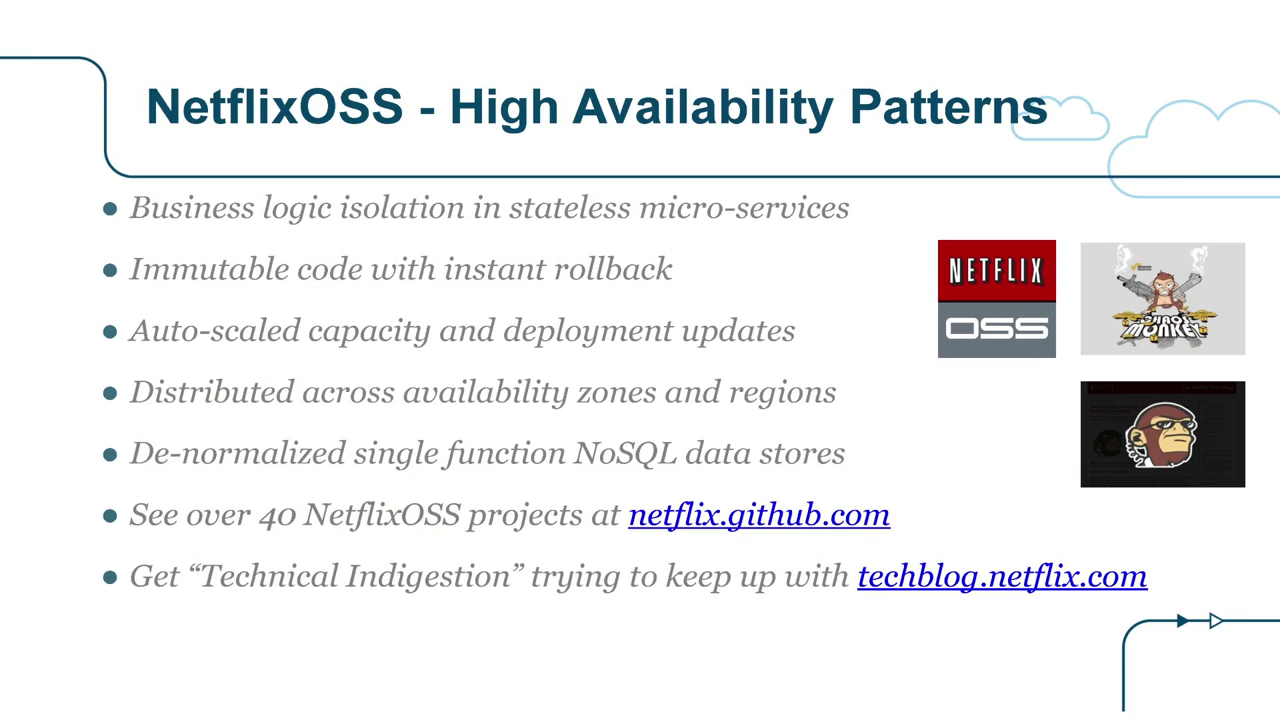 NetflixOSS - High Availability Patterns
● Business logic isolation in stateless micro-services
● Immutable code with instant rollback
● Auto-scaled capacity and deployment updates
● Distributed across availability zones and regions
● De-normalized single function NoSQL data stores
● See over 40 NetflixOSS projects at netflix.github.com
● Get “Technical Indigestion” trying to keep up with techblog.netflix.com
NETFLIX
OSS
CHAOS
MONKEY